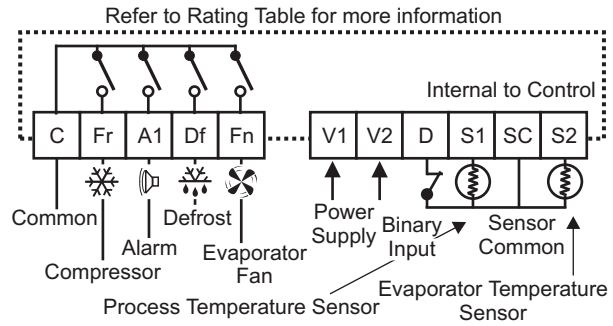 Refer to Rating Table for more information
Internal to Control
C Fr A1 Df Fn V1 V2 D S1 SC S2
Common
Compressor
Alarm
Defrost
Evaporator
Fan
Power
Supply
Binary
Input
Sensor
Common
Process Temperature Sensor
Evaporator Temperature
Sensor